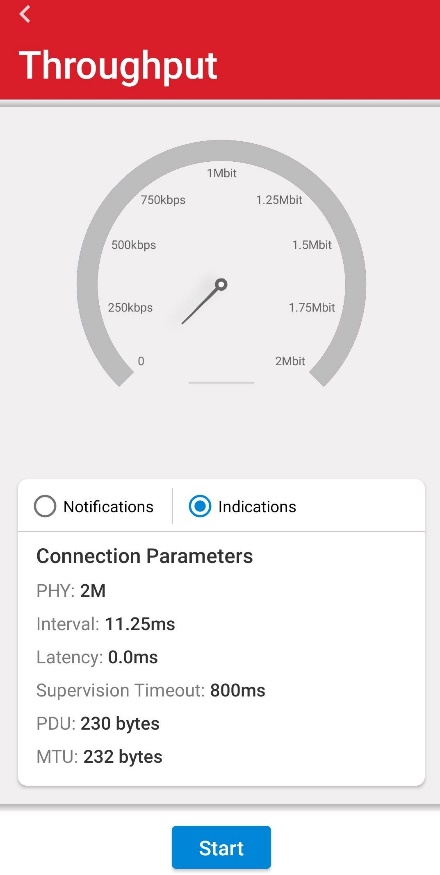 Throughput
1Mbit
750kbps
1.25Mbit
500kbps
1.5Mbit
250kbps
1.75Mbit
0
2Mbit
Notifications
Indications
Connection Parameters
PHY: 2M
Interval: 11.25ms
Latency: 0.0ms
Supervision Timeout: 800ms
PDU: 230 bytes
MTU: 232 bytes
Start